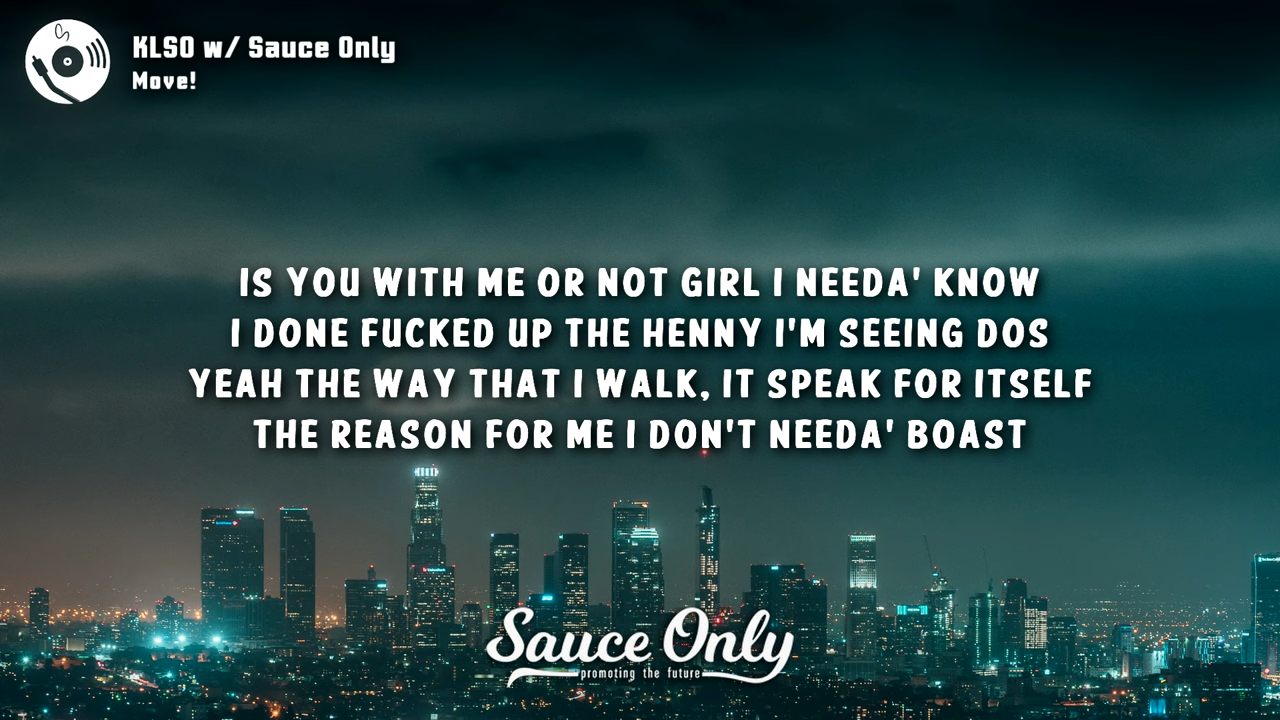 KLSO w/ Sauce Only
Move!
IS YOU WITH ME OR NOT GIRL I NEEDA' KNOW
I DONE FUCKED UP THE HENNY I'M SEEING DOS
YEAH THE WAY THAT I WALK, IT SPEAK FOR ITSELF
THE REASON FOR ME I DON'T NEEDA' BOAST
Sauce Only
promoting the future